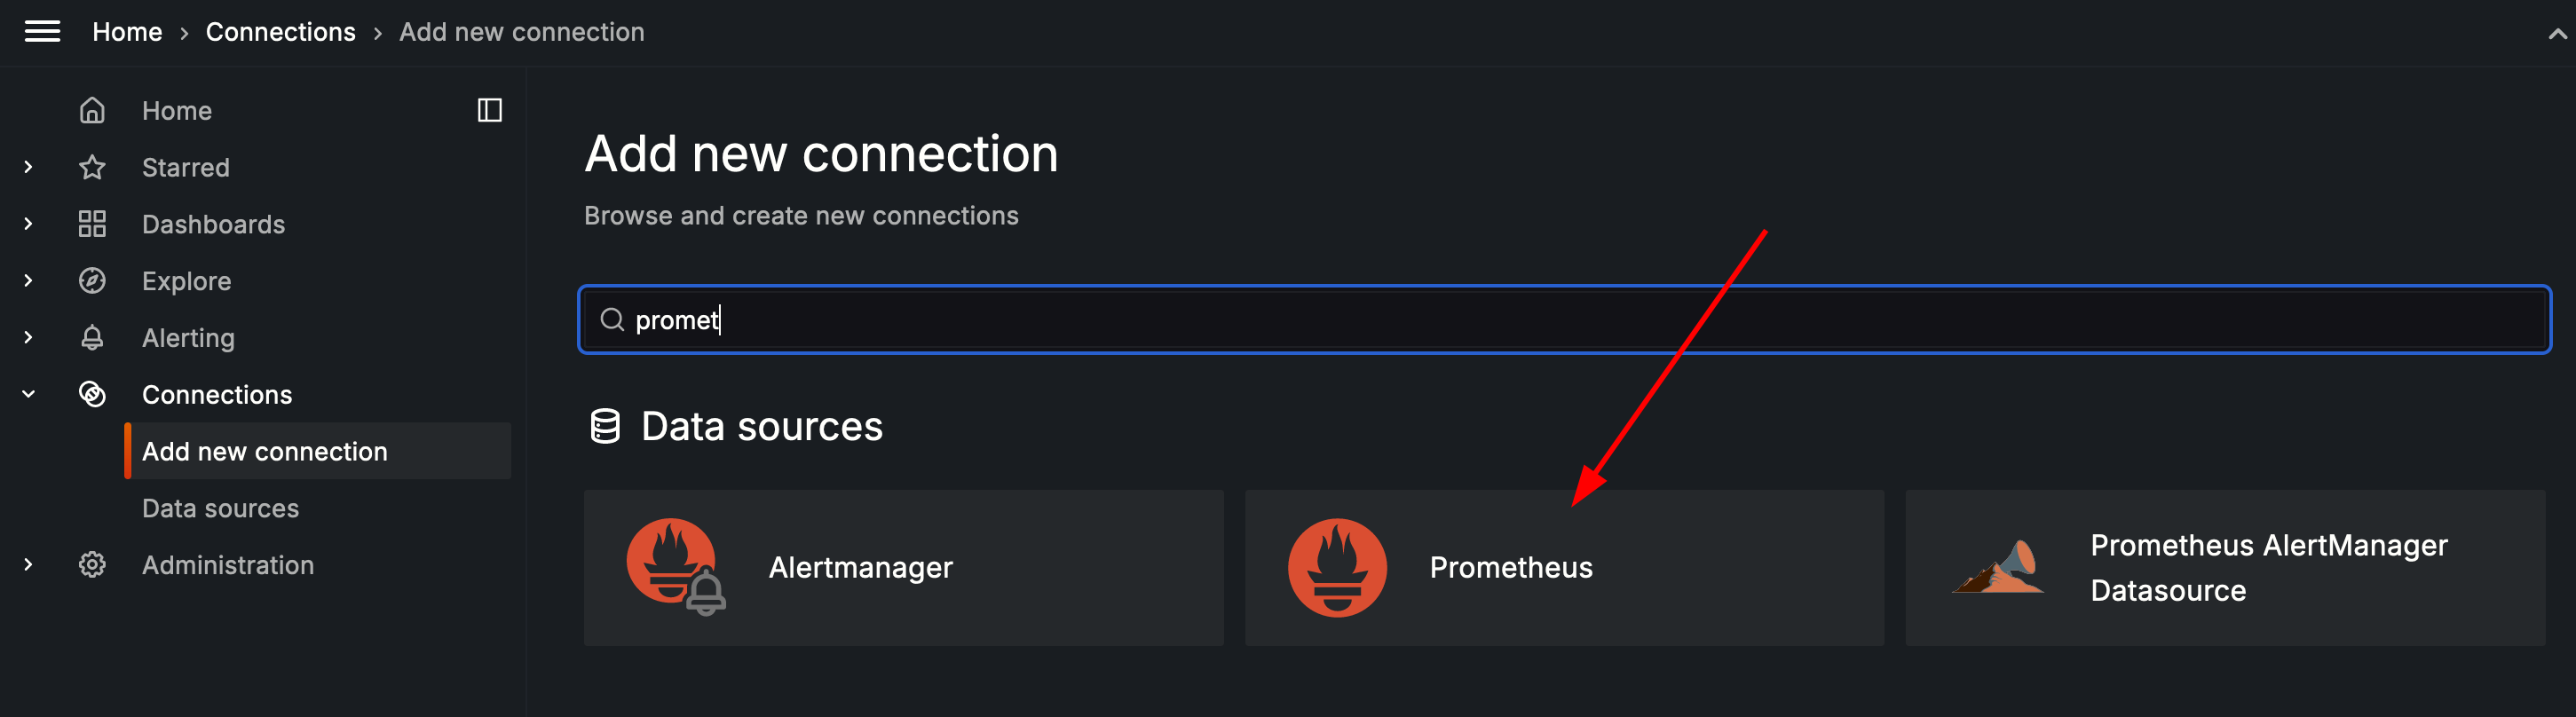 Home › Connections › Add new connection
Home
Starred
Dashboards
Explore
Alerting
Connections
Add new connection
Data sources
Administration
Add new connection
Browse and create new connections
promet
Data sources
Alertmanager
Prometheus
Prometheus AlertManager
Datasource